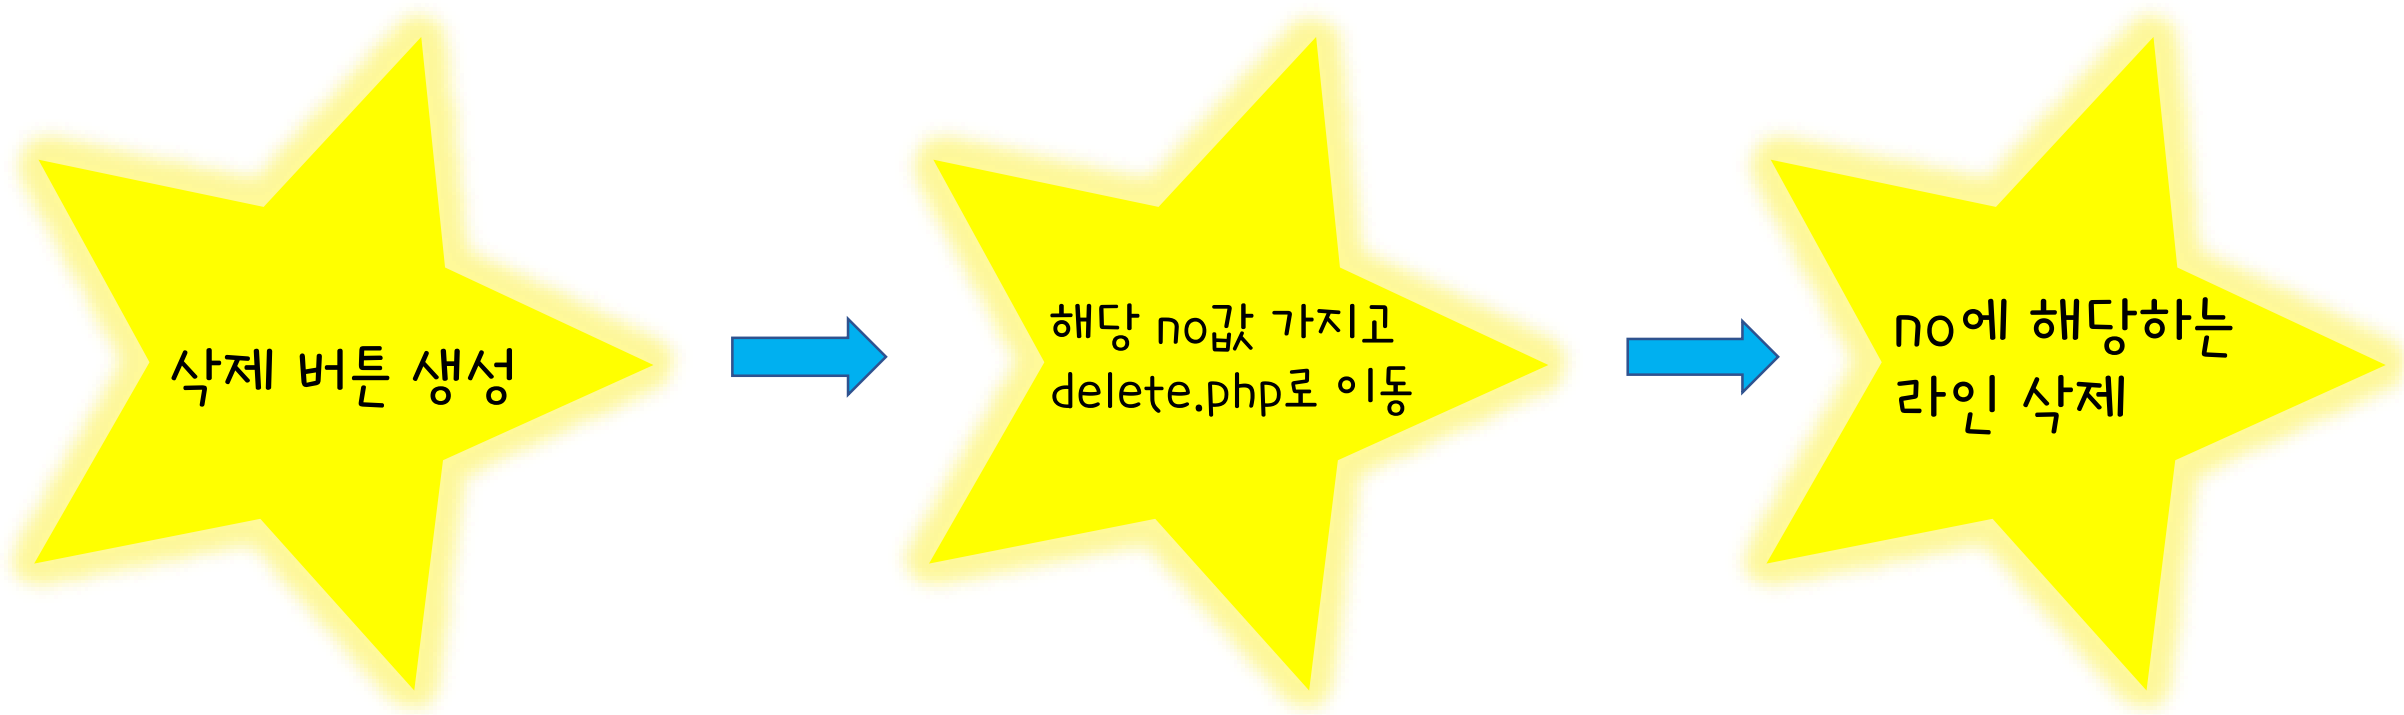 삭제 버튼 생성
해당 no값 가지고
delete.php로 이동
no에 해당하는
라인 삭제